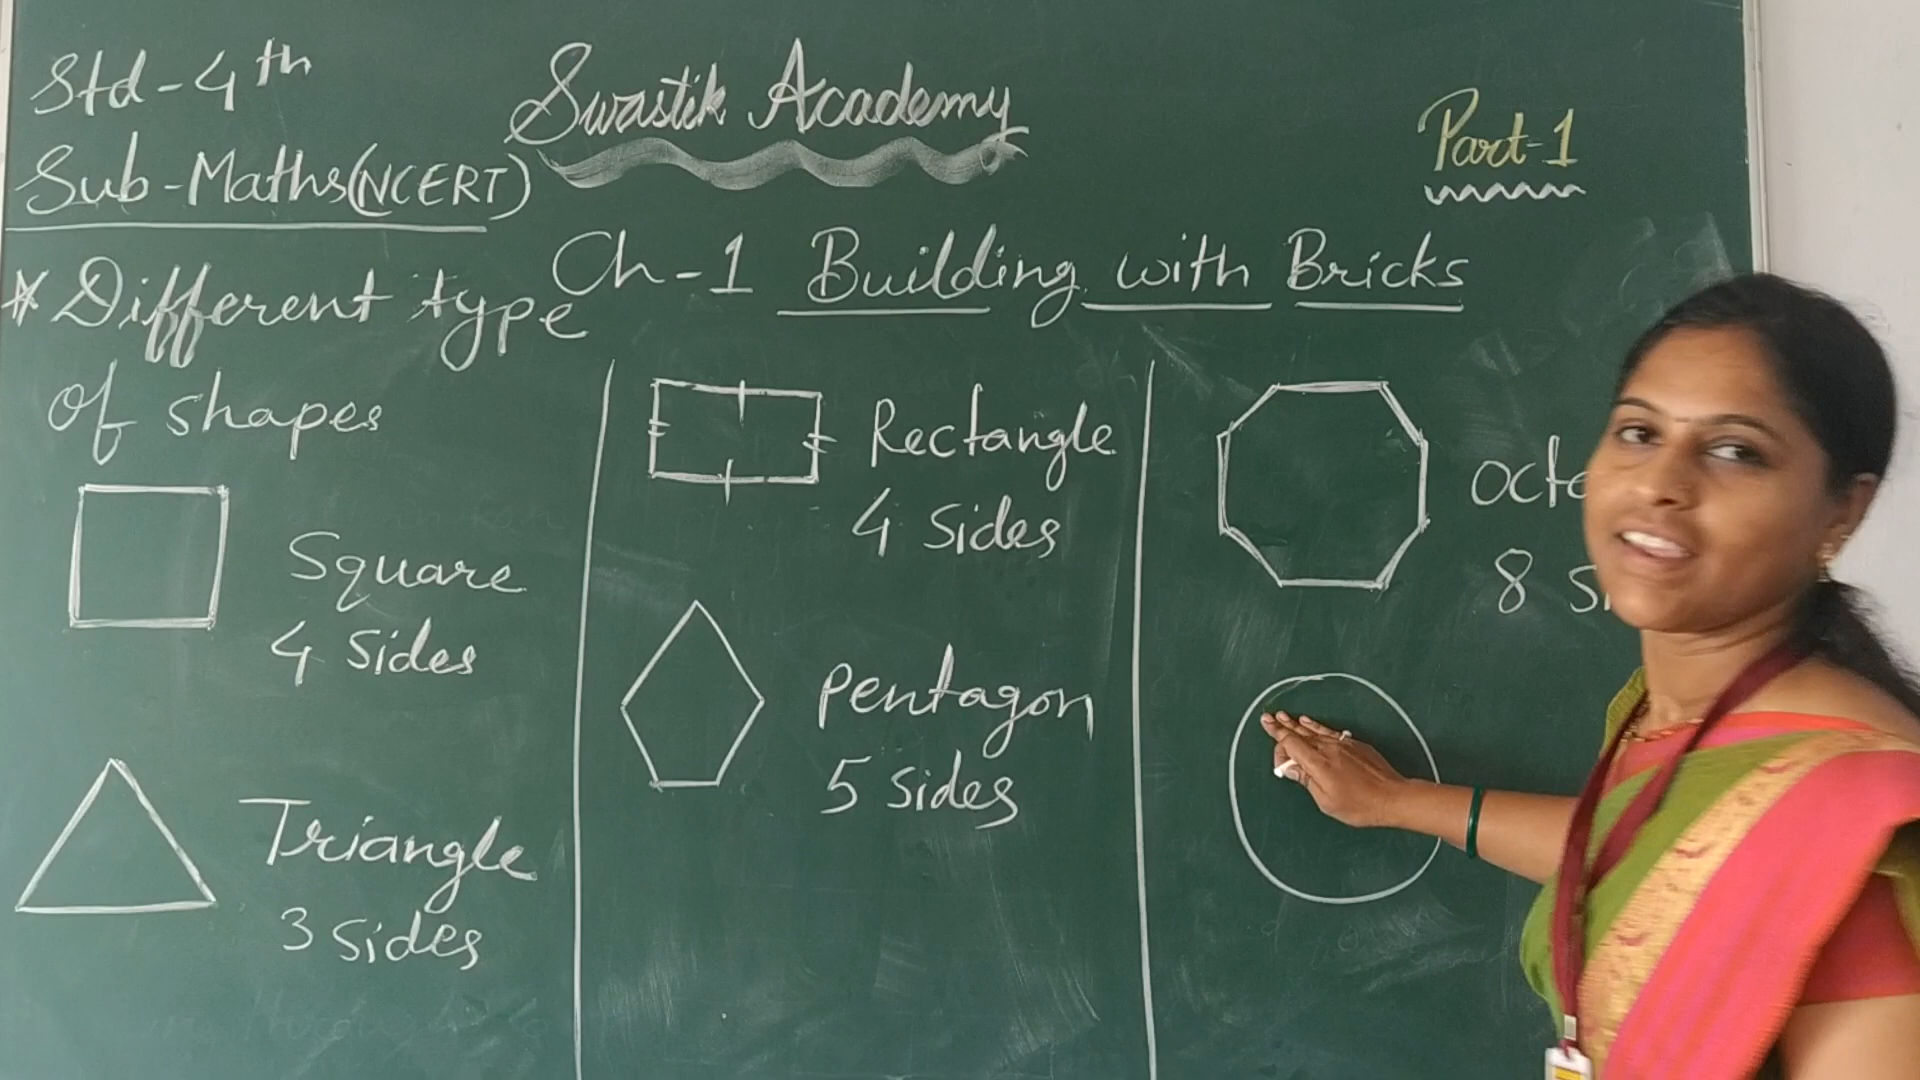 Std-4th
Sub-Maths(NCERT)
Swastik Academy
Part-1
Ch-1 Building with Bricks
* Different type
of shapes
Square
4 sides
Triangle
3 sides
Rectangle
4 sides
Pentagon
5 sides
8